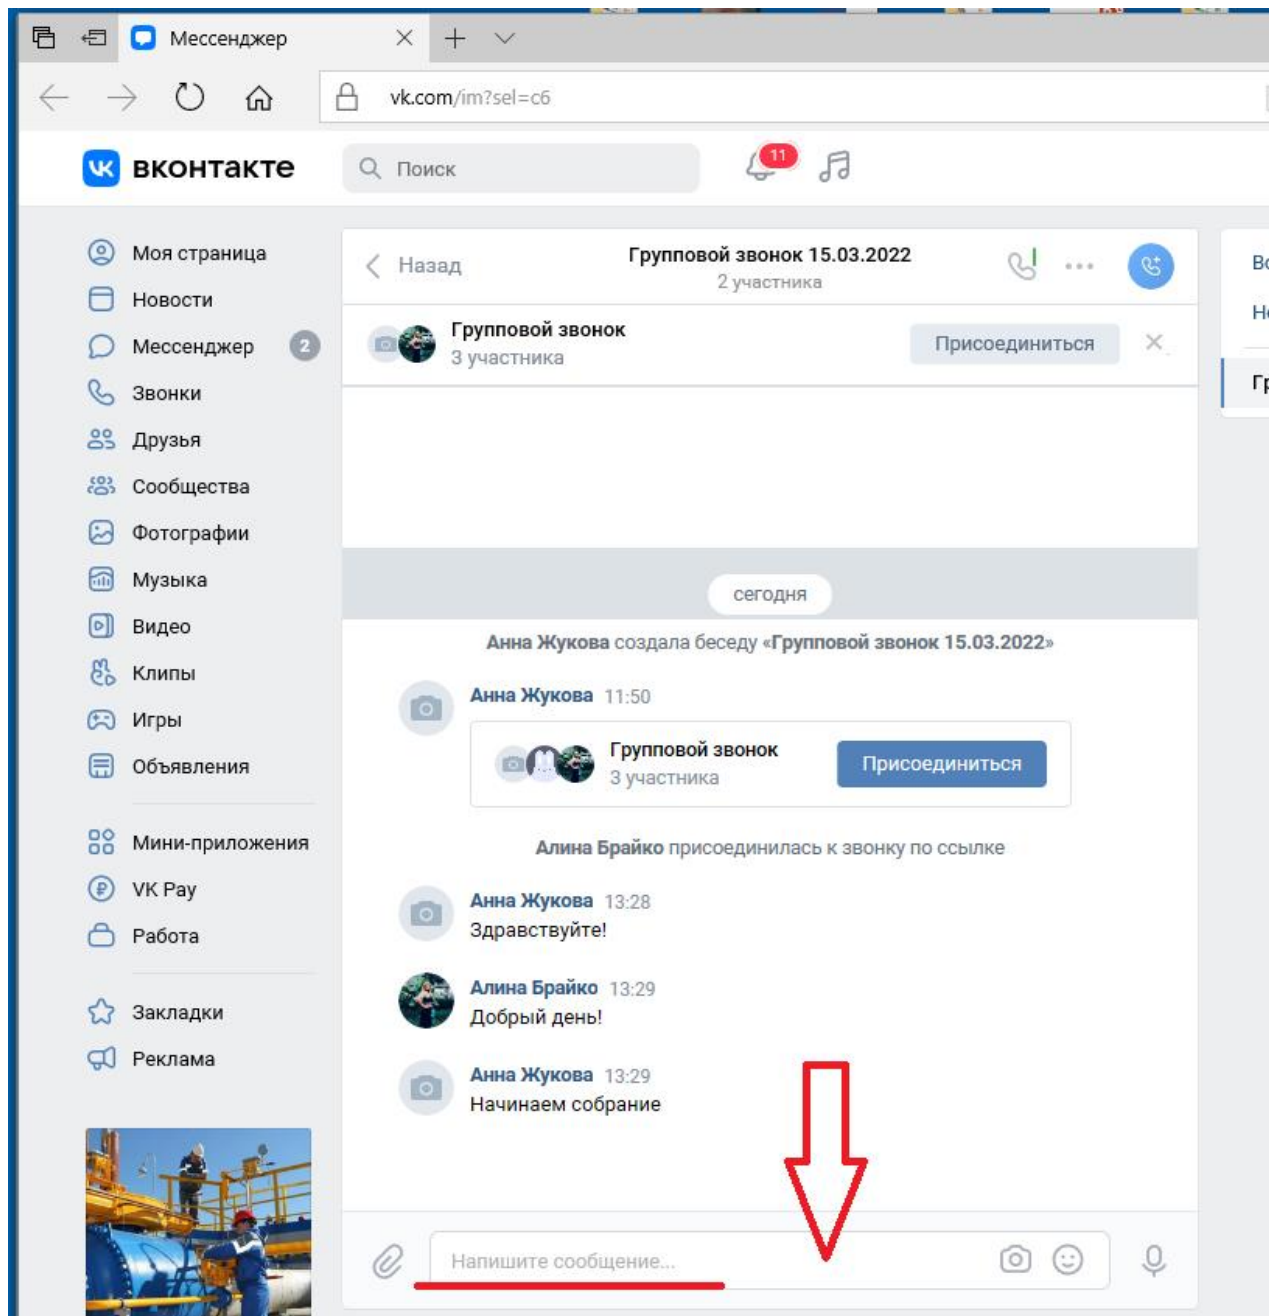 Мессенджер
vk.com/im?sel=c6
вконтакте
Поиск
11
Моя страница
Новости
Мессенджер 2
Звонки
Друзья
Сообщества
Фотографии
Музыка
Видео
Клипы
Игры
Объявления
Мини-приложения
VK Pay
Работа
Закладки
Реклама
Назад
Групповой звонок 15.03.2022
2 участника
Групповой звонок
3 участника
Присоединиться
сегодня
Анна Жукова создала беседу «Групповой звонок 15.03.2022»
Анна Жукова 11:50
Групповой звонок
3 участника
Присоединиться
Алина Брайко присоединилась к звонку по ссылке
Анна Жукова 13:28
Здравствуйте!
Алина Брайко 13:29
Добрый день!
Анна Жукова 13:29
Начинаем собрание
Напишите сообщение...